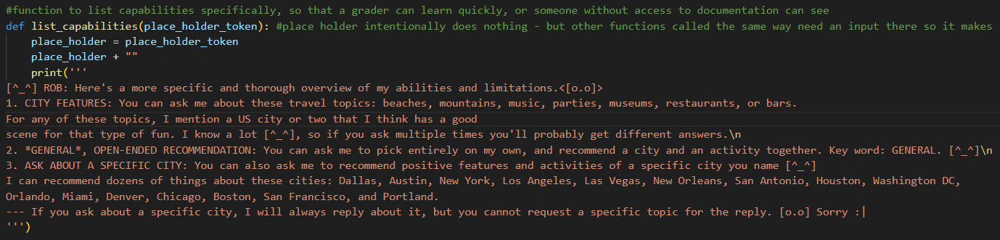 #function to list capabilities specifically, so that a grader can learn quickly, or someone without access to documentation can see
def list_capabilities(place_holder_token): #place holder intentionally does nothing - but other functions called the same way need an input there so it makes
place_holder = place_holder_token
place_holder + ""
print('''
[^_^] ROB: Here's a more specific and thorough overview of my abilities and limitations.<[o.o]>
1. CITY FEATURES: You can ask me about these travel topics: beaches, mountains, music, parties, museums, restaurants, or bars.
For any of these topics, I mention a US city or two that I think has a good
scene for that type of fun. I know a lot [^_^], so if you ask multiple times you'll probably get different answers.\n
2. *GENERAL*, OPEN-ENDED RECOMMENDATION: You can ask me to pick entirely on my own, and recommend a city and an activity together. Key word: GENERAL. [^_^]\n
3. ASK ABOUT A SPECIFIC CITY: You can also ask me to recommend positive features and activities of a specific city you name [^_^]
I can recommend dozens of things about these cities: Dallas, Austin, New York, Los Angeles, Las Vegas, New Orleans, San Antonio, Houston, Washington DC,
Orlando, Miami, Denver, Chicago, Boston, San Francisco, and Portland.
--- If you ask about a specific city, I will always reply about it, but you cannot request a specific topic for the reply. [o.o] Sorry :|
''')